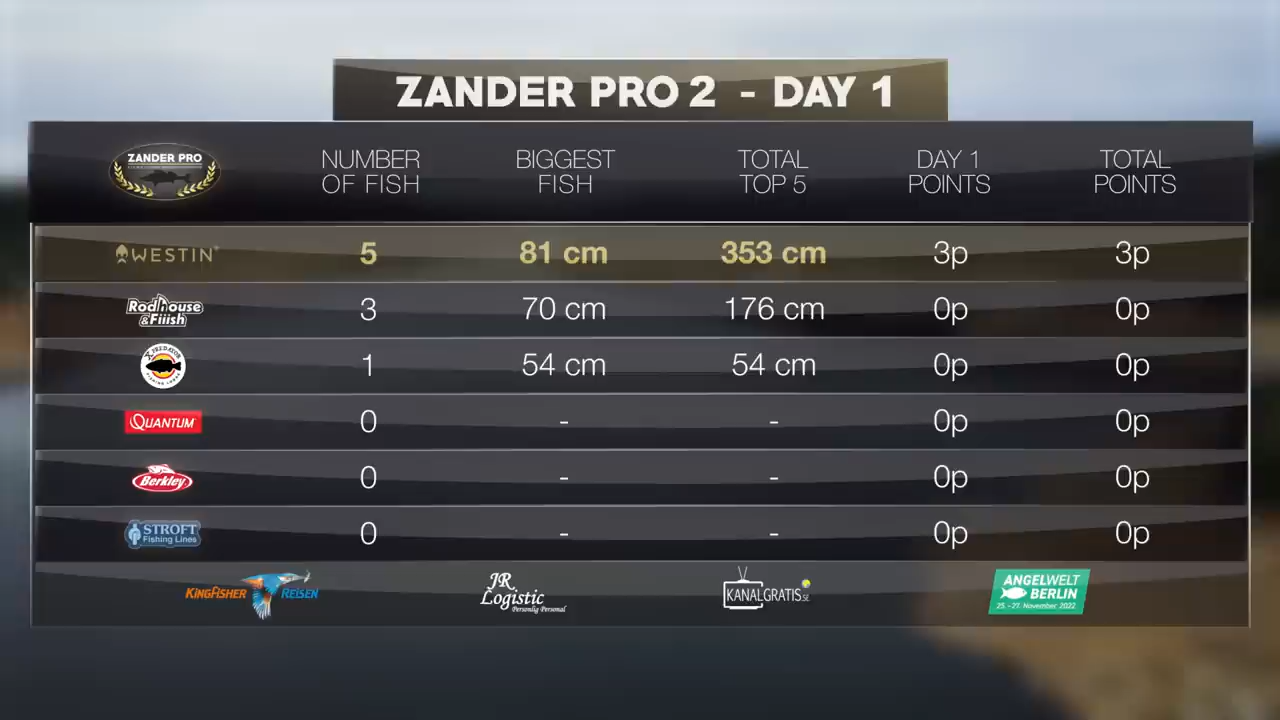 ZANDER PRO 2 - DAY 1
ZANDER PRO
NUMBER OF FISH
BIGGEST FISH
TOTAL TOP 5
DAY 1 POINTS
TOTAL POINTS
WESTIN 5 81 cm 353 cm 3p 3p
Rodhouse &Fiiish 3 70 cm 176 cm 0p 0p
X PREDATOR 1 54 cm 54 cm 0p 0p
QUANTUM 0 - - 0p 0p
Berkley 0 - - 0p 0p
STROFT Fishing Lines 0 - - 0p 0p
KINGFISHER REISEN
JR Logistic
Personlig Personal
KANALGRATIS.SE
ANGELWELT
BERLIN
25. - 27. November 2022